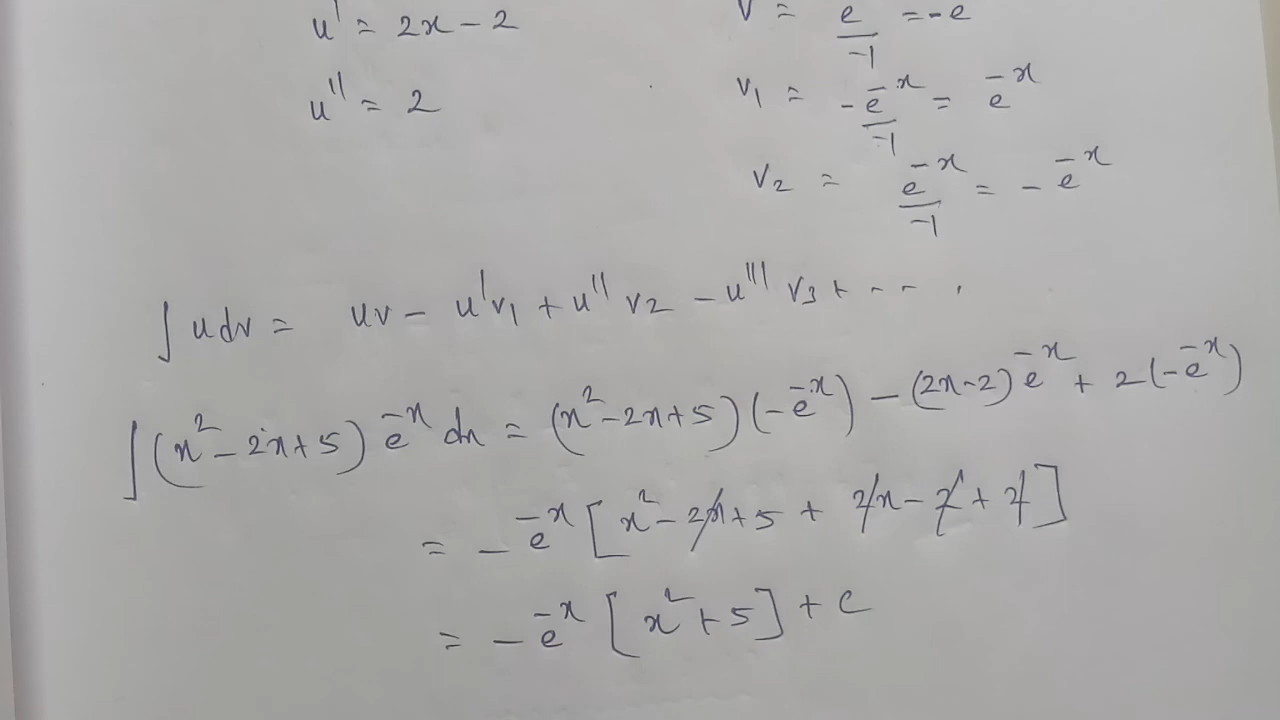 u' = 2x - 2 v = e/-1 = -e
u'' = 2 v₁ = -e⁻ˣ/-1 = e⁻ˣ
v₂ = e⁻ˣ/-1 = -e⁻ˣ
∫ u dv = uv - u'v₁ + u''v₂ - u'''v₃ + - - .
∫(x² - 2x + 5) e⁻ˣ dx = (x² - 2x + 5)(-e⁻ˣ) - (2x - 2)e⁻ˣ + 2(-e⁻ˣ)
= -e⁻ˣ [x² - 2x + 5 + 2x - 2 + 2]
= -e⁻ˣ [x² + 5] + c